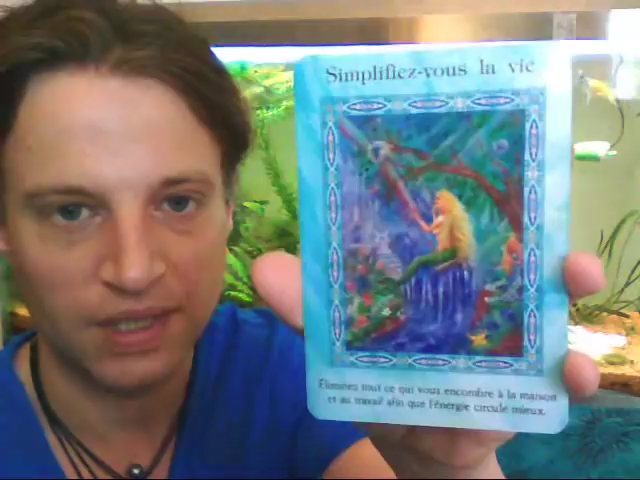 Simplifiez-vous la vie
Éliminez tout ce qui vous encombre à la maison
et au travail afin que l'énergie circule mieux.